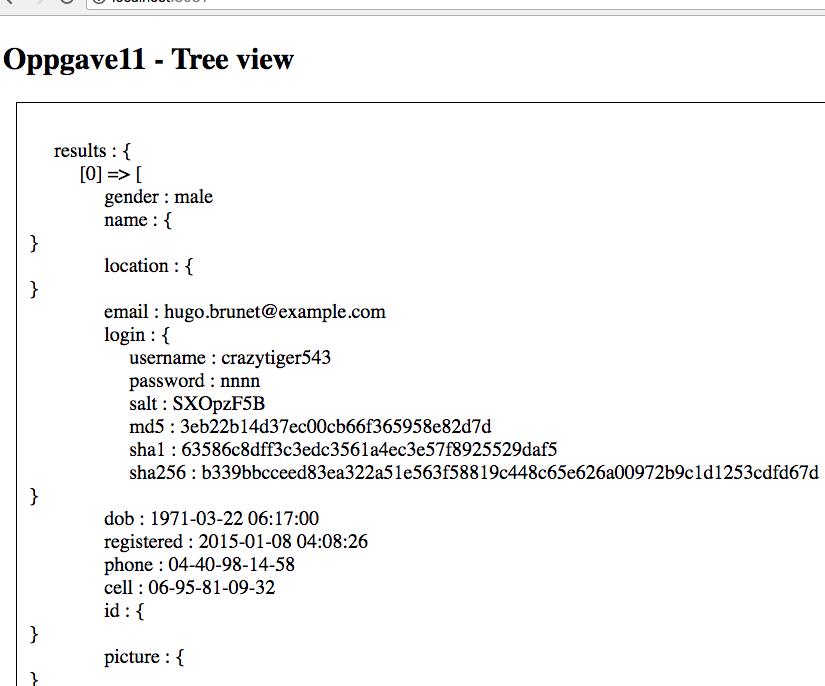 Oppgave11 - Tree view
results : {
[0] => [
gender : male
name : {
}
location : {
}
email : hugo.brunet@example.com
login : {
username : crazytiger543
password : nnnn
salt : SXOpzF5B
md5 : 3eb22b14d37ec00cb66f365958e82d7d
sha1 : 63586c8dff3c3edc3561a4ec3e57f8925529daf5
sha256 : b339bbcceed83ea322a51e563f58819c448c65e626a00972b9c1d1253cdfd67d
}
dob : 1971-03-22 06:17:00
registered : 2015-01-08 04:08:26
phone : 04-40-98-14-58
cell : 06-95-81-09-32
id : {
}
picture : {
}